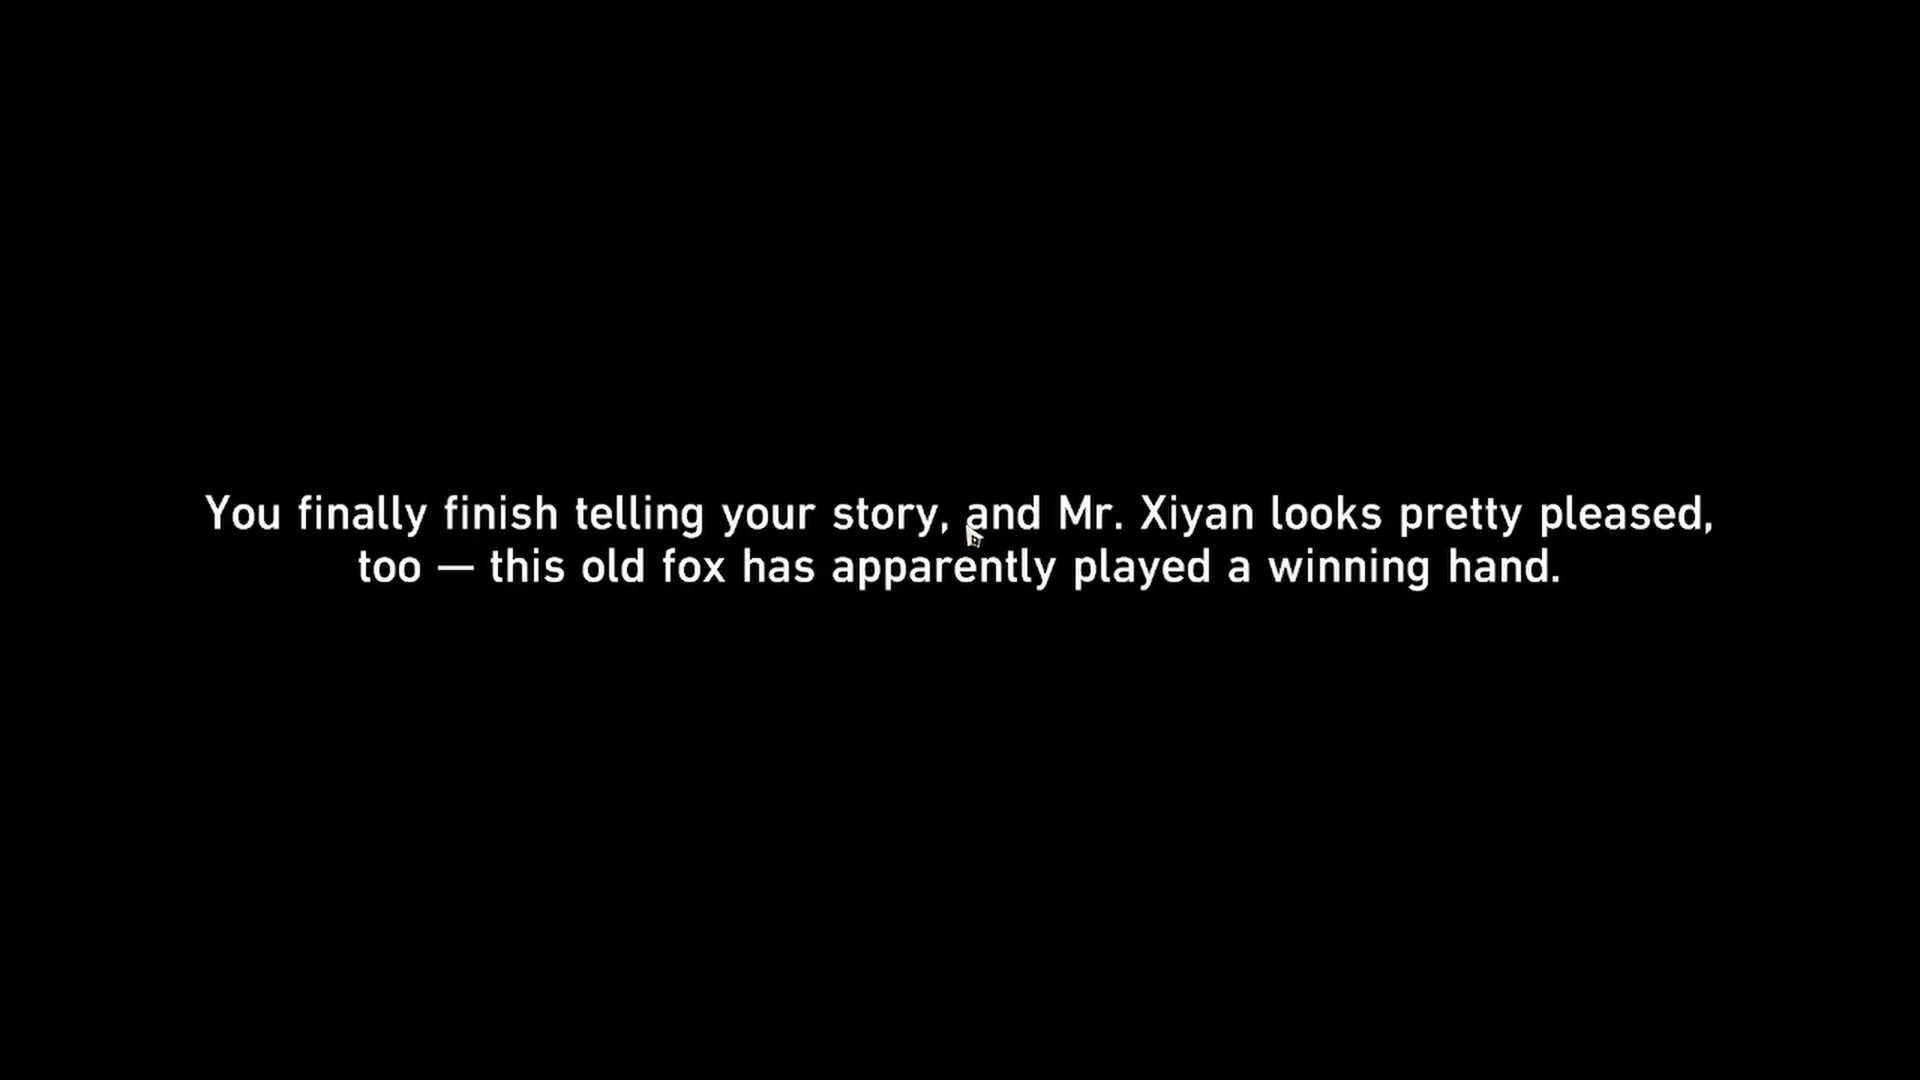 You finally finish telling your story, and Mr. Xiyan looks pretty pleased,
too — this old fox has apparently played a winning hand.